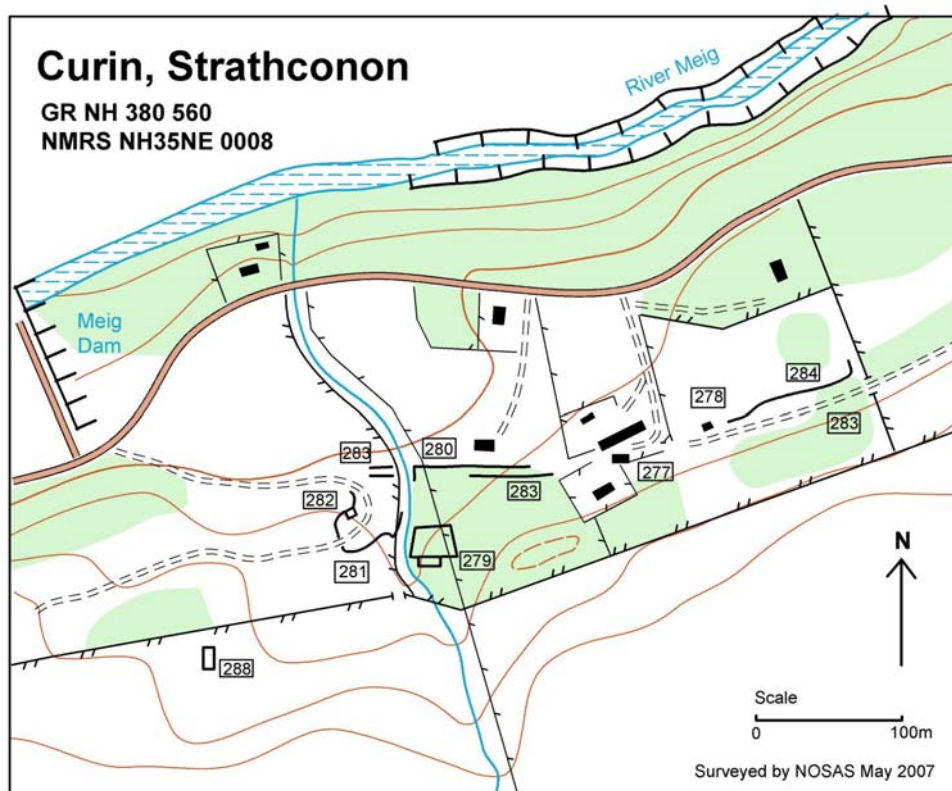 Curin, Strathconon
GR NH 380 560
NMRS NH35NE 0008
River Meig
Meig
Dam
284
278
283
280
283
283
277
282
279
281
288
N
Scale
0 100m
Surveyed by NOSAS May 2007